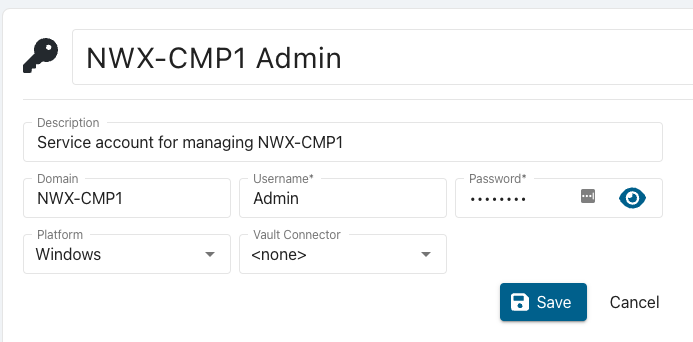 NWX-CMP1 Admin
Description
Service account for managing NWX-CMP1
Domain
NWX-CMP1
Username*
Admin
Password*
••••••••
Platform
Windows
Vault Connector
<none>
Save
Cancel